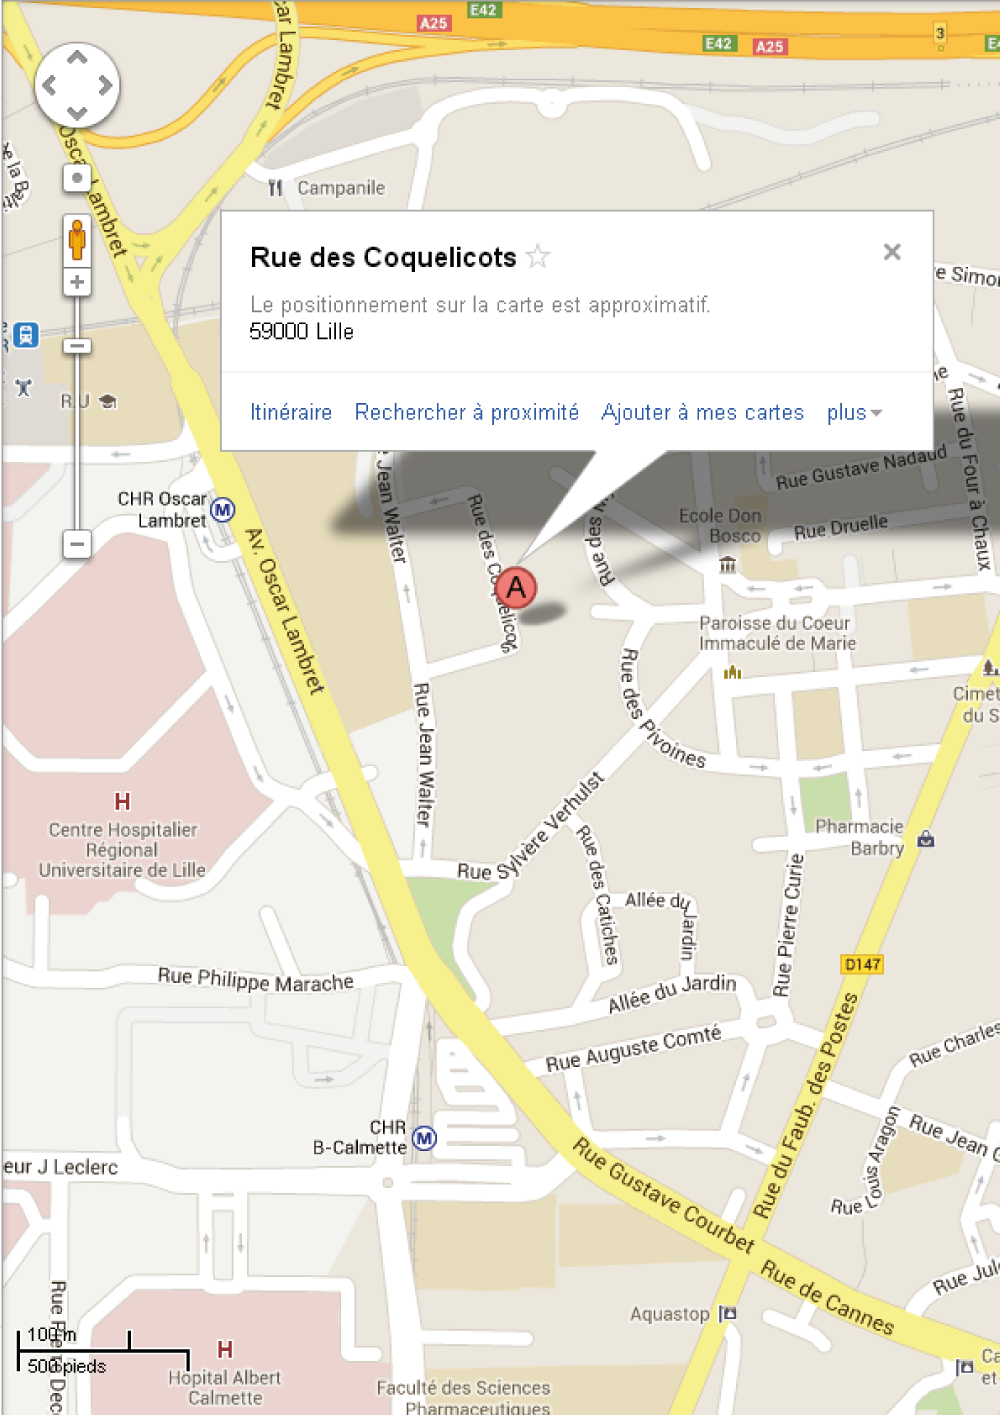 E42
A25
E42
A25
3
E4
car Lambret
Oscar Lambret
Campanile
Rue des Coquelicots
Le positionnement sur la carte est approximatif.
59000 Lille
Itinéraire Rechercher à proximité Ajouter à mes cartes plus
e Simon
R.U
CHR Oscar
Lambret
M
Av. Oscar Lambret
e Jean Walter
Rue des Coquelicots
A
Rue des
Rue Gustave Nadaud
Rue du Four à Chaux
Ecole Don
Bosco
Rue Druelle
Paroisse du Coeur
Immaculé de Marie
Rue des Pivoines
Cimet
du S
Rue Jean Walter
H
Centre Hospitalier
Régional
Universitaire de Lille
Rue Sylvère Verhulst
Rue des Catiches
Pharmacie
Barbry
Allée du Jardin
Rue Pierre Curie
D147
Rue Philippe Marache
Allée du Jardin
Rue Auguste Comté
Rue du Faub. des Postes
Rue Charles
CHR
B-Calmette
M
Rue Louis Aragon
Rue Jean
eur J Leclerc
Rue Gustave Courbet
Rue de Cannes
Rue Jul
Aquastop
100 m
500 pieds
H
Hopital Albert
Calmette
Faculté des Sciences
Pharmaceutiques
Ca
et